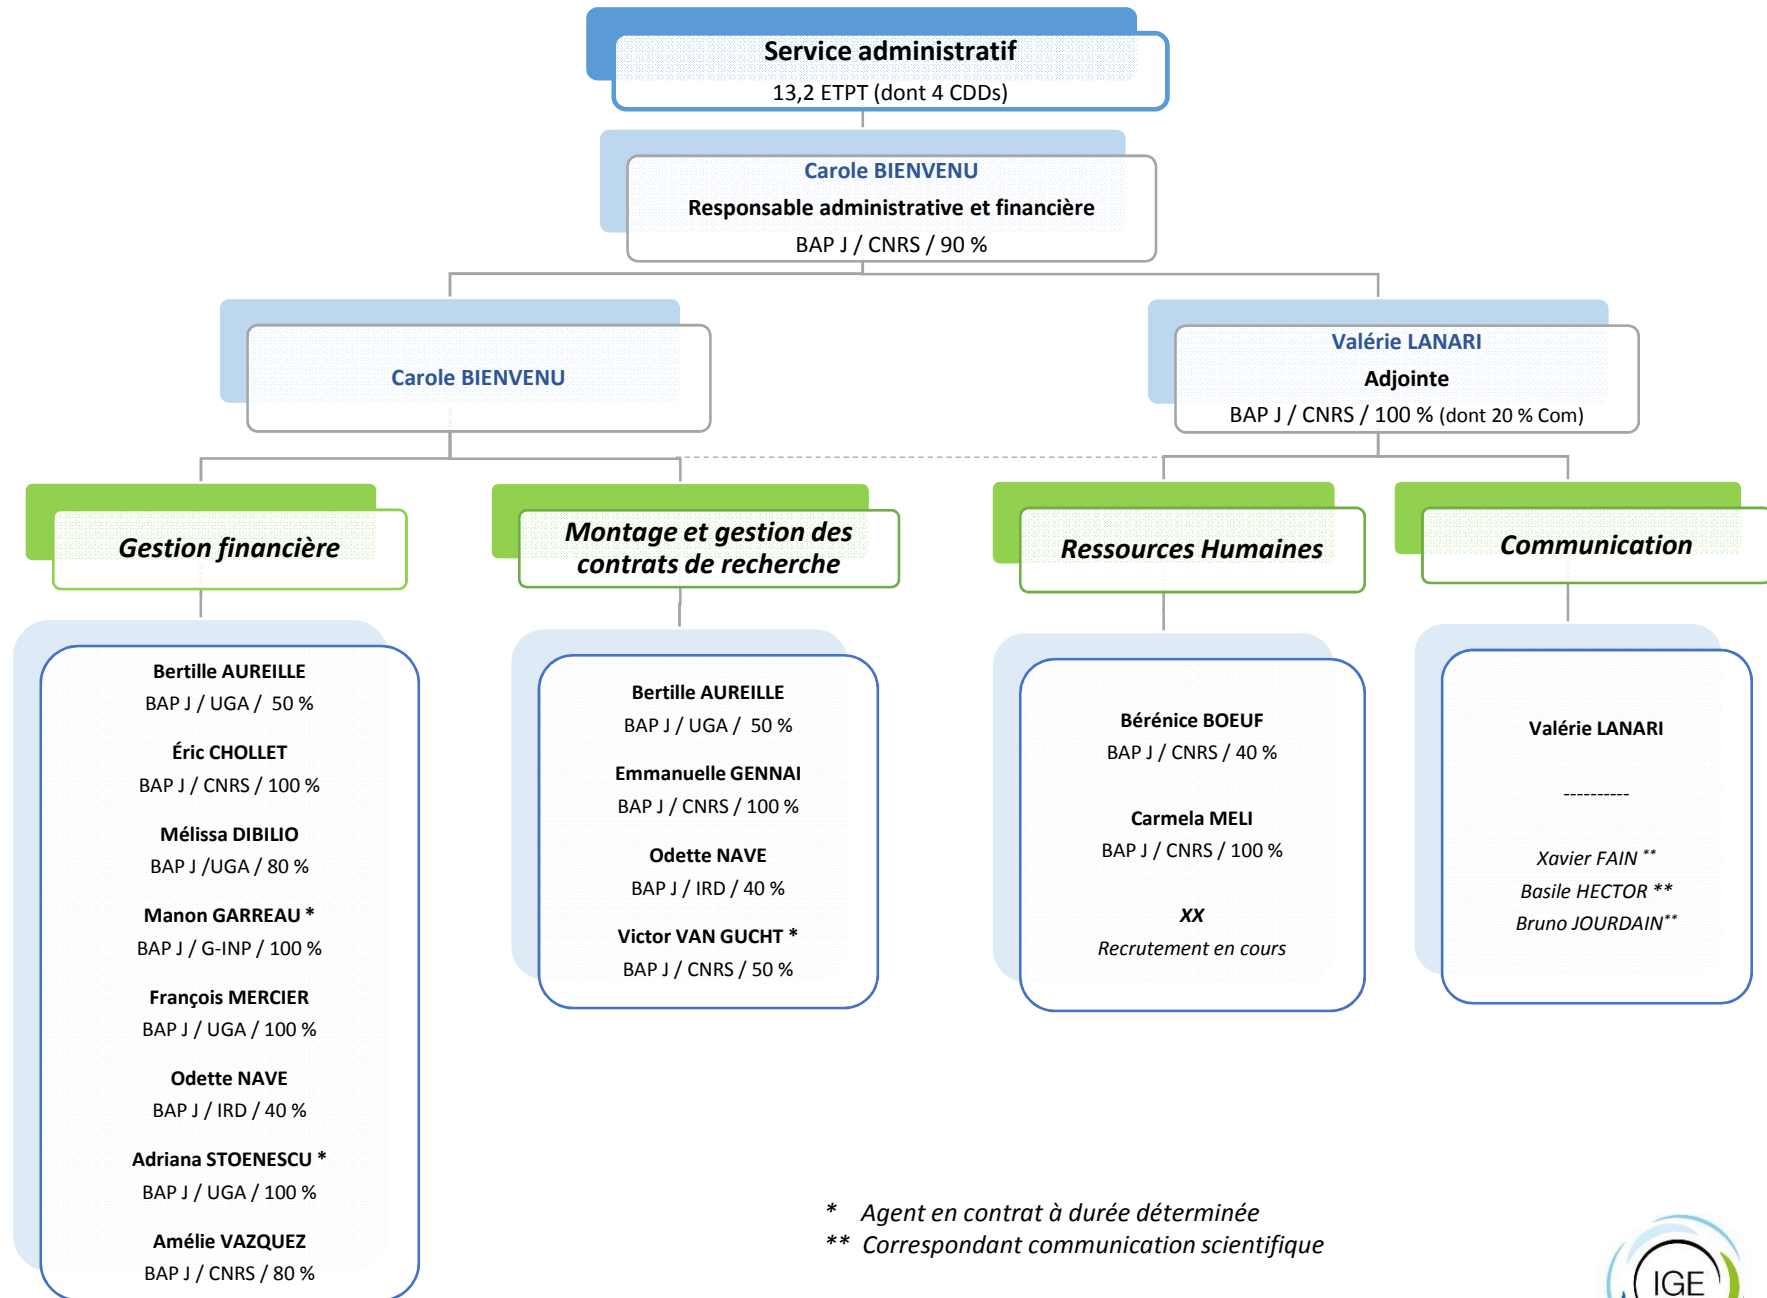 Service administratif
13,2 ETPT (dont 4 CDDs)
Carole BIENVENU
Responsable administrative et financière
BAP J / CNRS / 90 %
Carole BIENVENU
Valérie LANARI
Adjointe
BAP J / CNRS / 100 % (dont 20 % Com)
Gestion financière
Bertille AUREILLE
BAP J / UGA / 50 %
Éric CHOLLET
BAP J / CNRS / 100 %
Mélissa DIBILIO
BAP J /UGA / 80 %
Manon GARREAU *
BAP J / G-INP / 100 %
François MERCIER
BAP J / UGA / 100 %
Odette NAVE
BAP J / IRD / 40 %
Adriana STOENESCU *
BAP J / UGA / 100 %
Amélie VAZQUEZ
BAP J / CNRS / 80 %
Montage et gestion des
contrats de recherche
Bertille AUREILLE
BAP J / UGA / 50 %
Emmanuelle GENNAI
BAP J / CNRS / 100 %
Odette NAVE
BAP J / IRD / 40 %
Victor VAN GUCHT *
BAP J / CNRS / 50 %
Ressources Humaines
Bérénice BOEUF
BAP J / CNRS / 40 %
Carmela MELI
BAP J / CNRS / 100 %
XX
Recrutement en cours
Communication
Valérie LANARI
----------
Xavier FAIN **
Basile HECTOR **
Bruno JOURDAIN**
* Agent en contrat à durée déterminée
** Correspondant communication scientifique
IGE